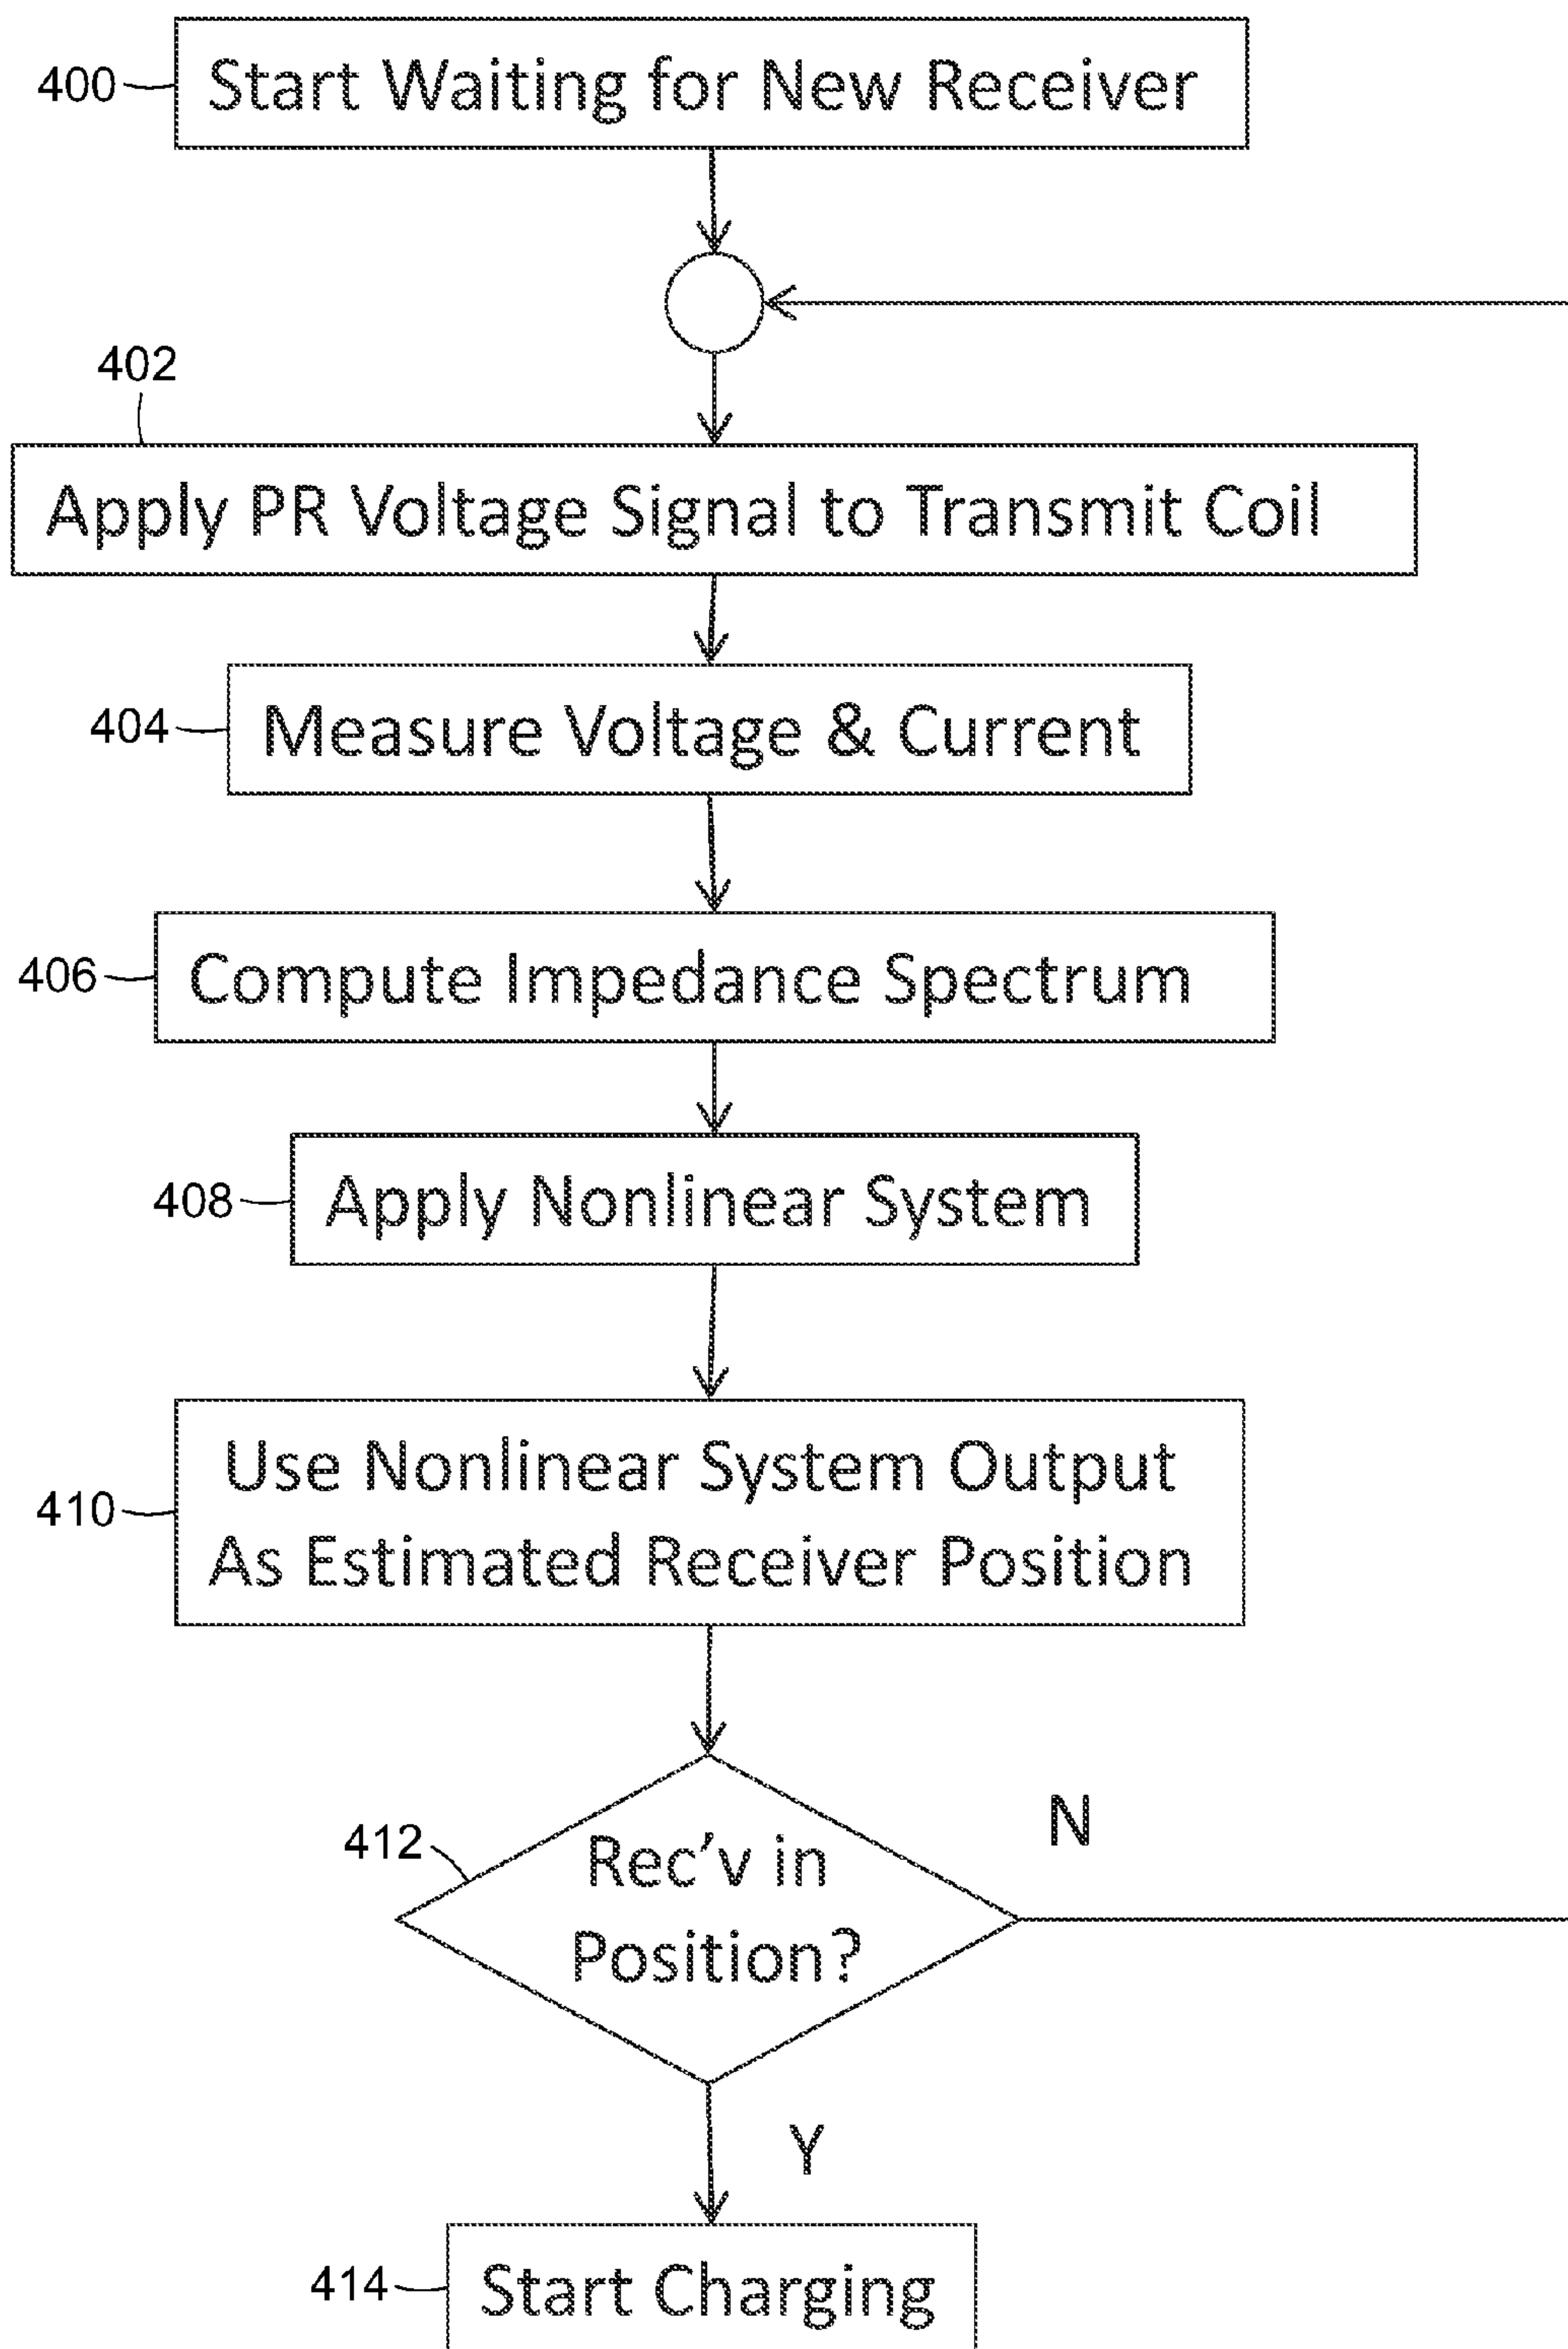 400
Start Waiting for New Receiver
402
Apply PR Voltage Signal to Transmit Coil
404
Measure Voltage & Current
406
Compute Impedance Spectrum
408
Apply Nonlinear System
410
Use Nonlinear System Output
As Estimated Receiver Position
412
Rec'v in
Position?
N
Y
414
Start Charging